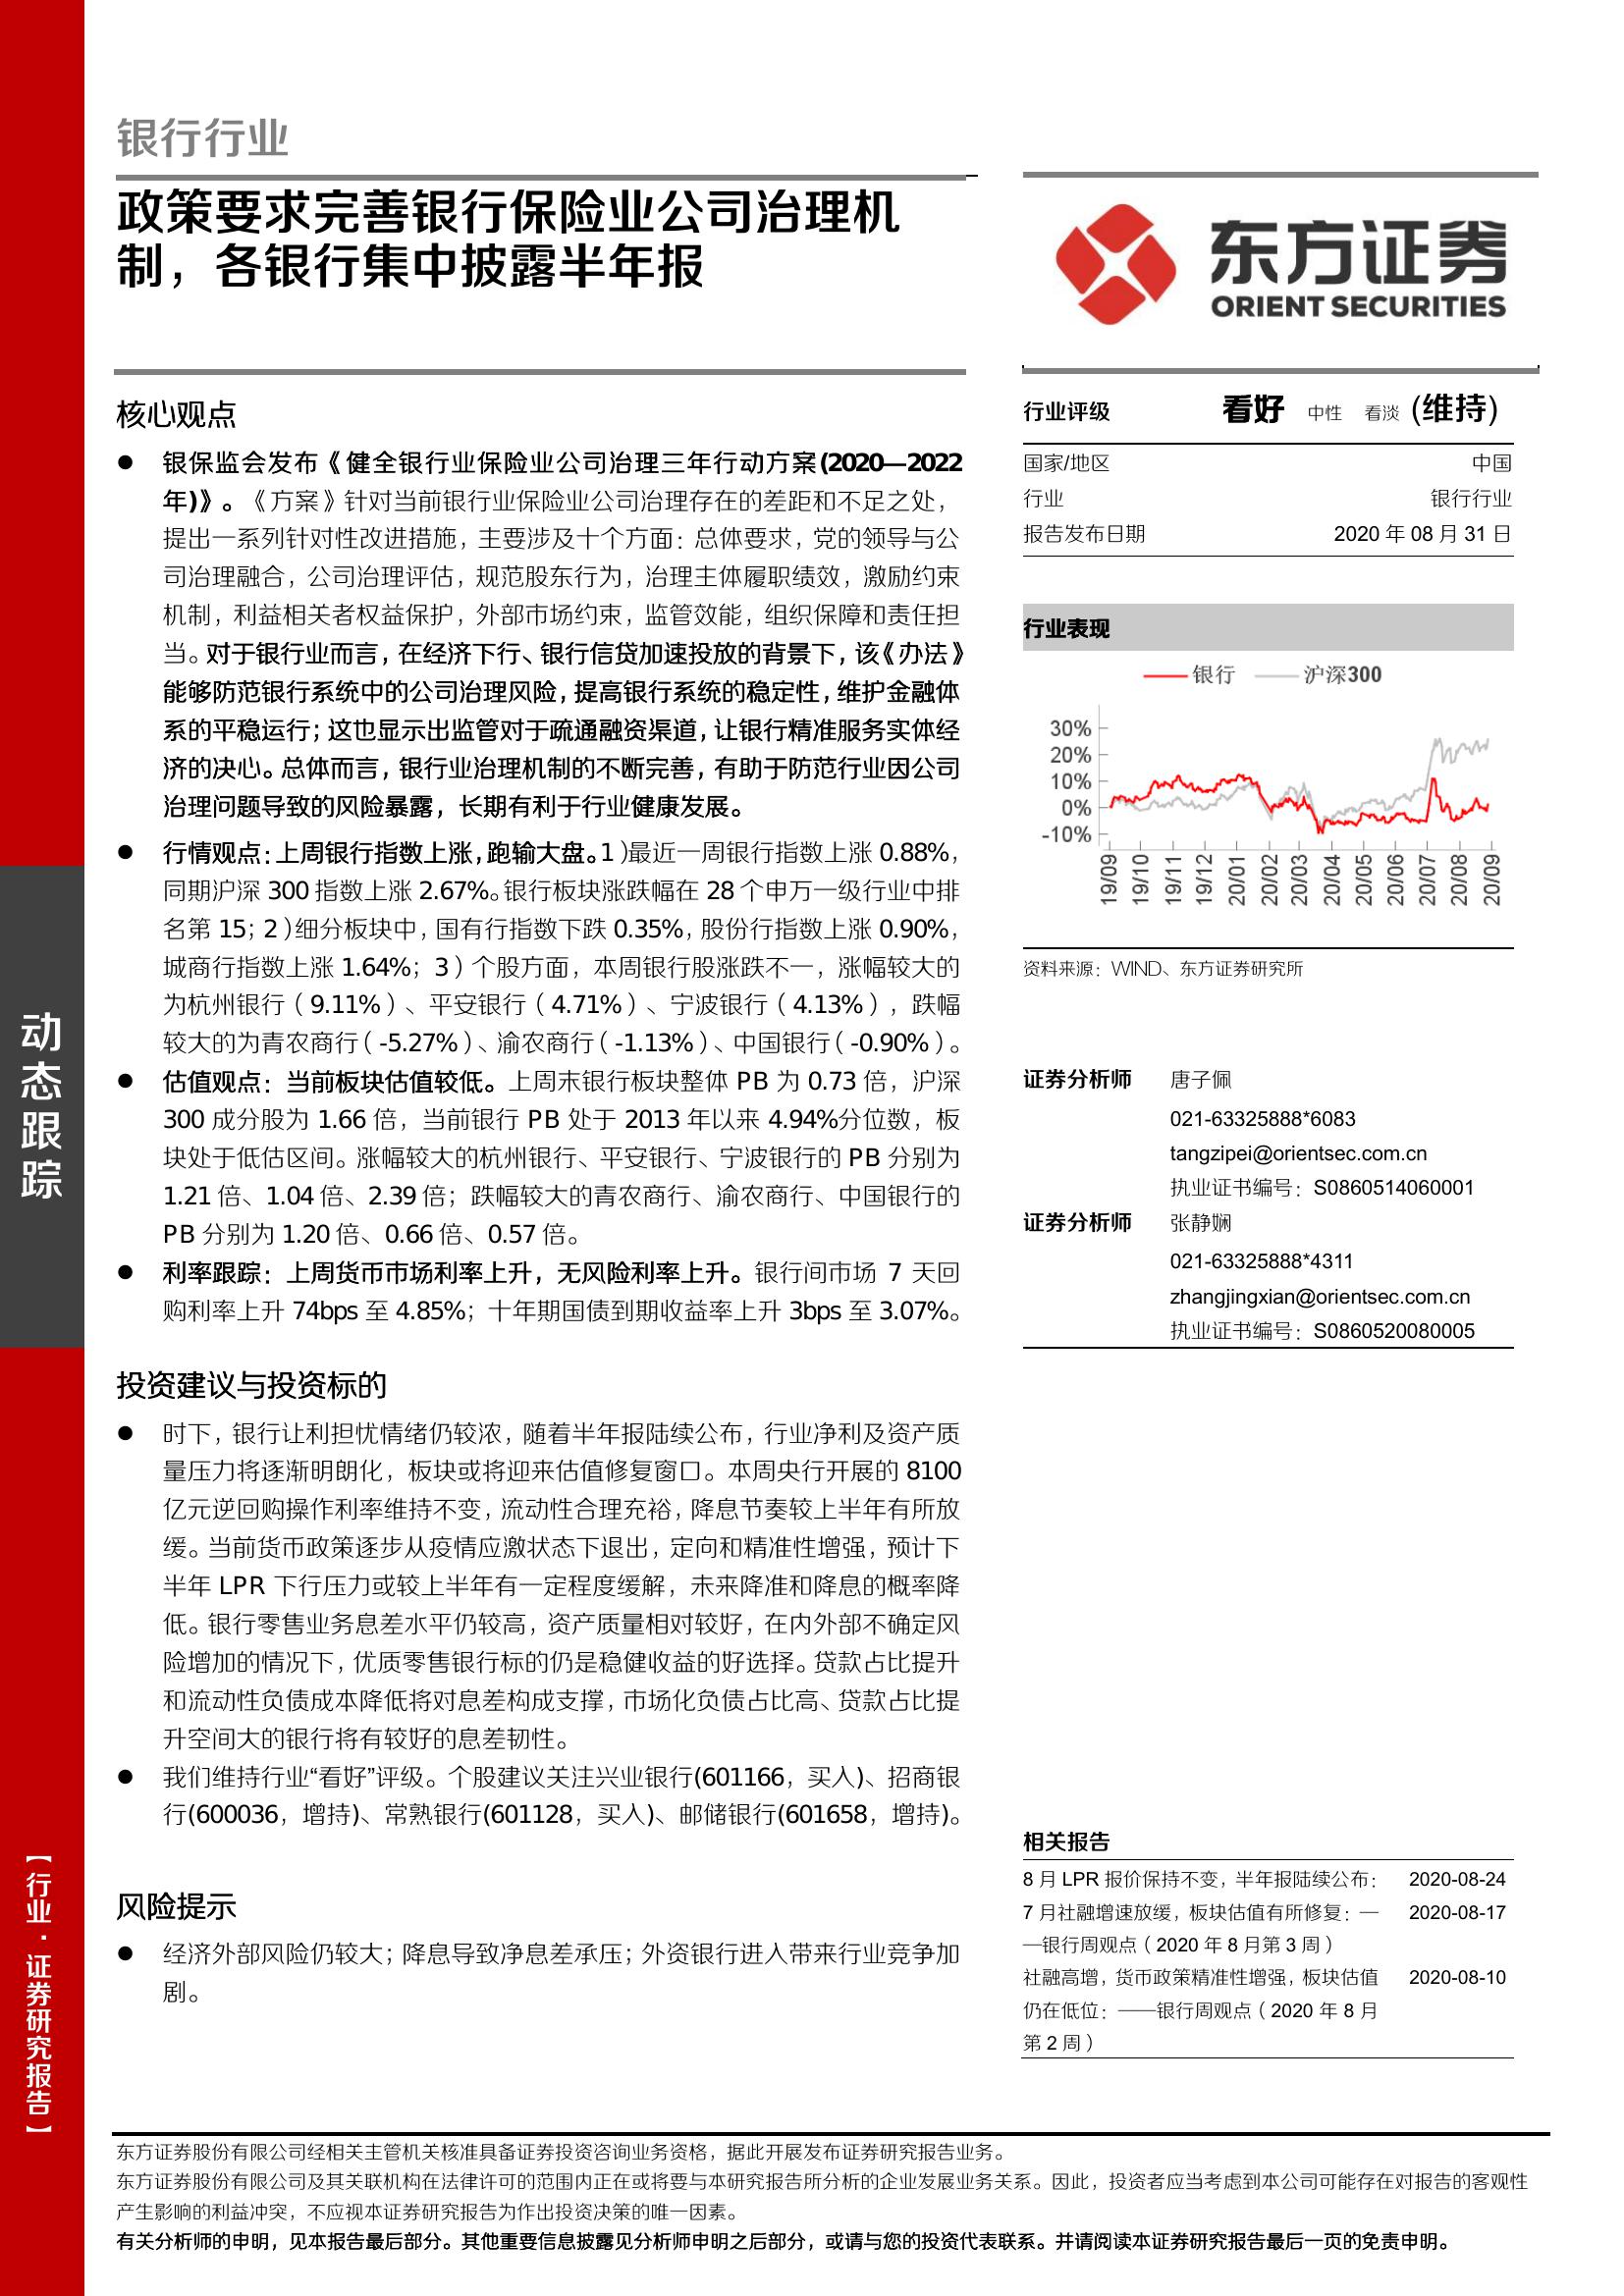 银行行业
政策要求完善银行保险业公司治理机
制，各银行集中披露半年报
东方证券
ORIENT SECURITIES
核心观点
● 银保监会发布《健全银行业保险业公司治理三年行动方案(2020—2022
年)》。《方案》针对当前银行业保险业公司治理存在的差距和不足之处，
提出一系列针对性改进措施，主要涉及十个方面：总体要求，党的领导与公
司治理融合，公司治理评估，规范股东行为，治理主体履职绩效，激励约束
机制，利益相关者权益保护，外部市场约束，监管效能，组织保障和责任担
当。对于银行业而言，在经济下行、银行信贷加速投放的背景下，该《办法》
能够防范银行系统中的公司治理风险，提高银行系统的稳定性，维护金融体
系的平稳运行；这也显示出监管对于疏通融资渠道，让银行精准服务实体经
济的决心。总体而言，银行业治理机制的不断完善，有助于防范行业因公司
治理问题导致的风险暴露，长期有利于行业健康发展。
● 行情观点：上周银行指数上涨，跑输大盘。1）最近一周银行指数上涨 0.88%，
同期沪深 300 指数上涨 2.67%。银行板块涨跌幅在 28 个申万一级行业中排
名第 15；2）细分板块中，国有行指数下跌 0.35%，股份行指数上涨 0.90%，
城商行指数上涨 1.64%；3）个股方面，本周银行股涨跌不一，涨幅较大的
为杭州银行（9.11%）、平安银行（4.71%）、宁波银行（4.13%），跌幅
较大的为青农商行（-5.27%）、渝农商行（-1.13%）、中国银行（-0.90%）。
● 估值观点：当前板块估值较低。上周末银行板块整体 PB 为 0.73 倍，沪深
300 成分股为 1.66 倍，当前银行 PB 处于 2013 年以来 4.94%分位数，板
块处于低估区间。涨幅较大的杭州银行、平安银行、宁波银行的 PB 分别为
1.21 倍、1.04 倍、2.39 倍；跌幅较大的青农商行、渝农商行、中国银行的
PB 分别为 1.20 倍、0.66 倍、0.57 倍。
● 利率跟踪：上周货币市场利率上升，无风险利率上升。银行间市场 7 天回
购利率上升 74bps 至 4.85%；十年期国债到期收益率上升 3bps 至 3.07%。
投资建议与投资标的
● 时下，银行让利担忧情绪仍较浓，随着半年报陆续公布，行业净利及资产质
量压力将逐渐明朗化，板块或将迎来估值修复窗口。本周央行开展的 8100
亿元逆回购操作利率维持不变，流动性合理充裕，降息节奏较上半年有所放
缓。当前货币政策逐步从疫情应激状态下退出，定向和精准性增强，预计下
半年 LPR 下行压力或较上半年有一定程度缓解，未来降准和降息的概率降
低。银行零售业务息差水平仍较高，资产质量相对较好，在内外部不确定风
险增加的情况下，优质零售银行标的仍是稳健收益的好选择。贷款占比提升
和流动性负债成本降低将对息差构成支撑，市场化负债占比高、贷款占比提
升空间大的银行将有较好的息差韧性。
● 我们维持行业“看好”评级。个股建议关注兴业银行(601166，买入)、招商银
行(600036，增持)、常熟银行(601128，买入)、邮储银行(601658，增持)。
风险提示
● 经济外部风险仍较大；降息导致净息差承压；外资银行进入带来行业竞争加
剧。
行业评级 看好 中性 看淡 (维持)
国家/地区 中国
行业 银行行业
报告发布日期 2020 年 08 月 31 日
行业表现
银行 沪深300
30%
20%
10%
0%
-10%
19/09 19/10 19/11 19/12 20/01 20/02 20/03 20/04 20/05 20/06 20/07 20/08 20/09
资料来源：WIND、东方证券研究所
证券分析师 唐子佩
021-63325888*6083
tangzipei@orientsec.com.cn
执业证书编号：S0860514060001
证券分析师 张静娴
021-63325888*4311
zhangjingxian@orientsec.com.cn
执业证书编号：S0860520080005
相关报告
8 月 LPR 报价保持不变，半年报陆续公布： 2020-08-24
7 月社融增速放缓，板块估值有所修复：— 2020-08-17
—银行周观点（2020 年 8 月第 3 周）
社融高增，货币政策精准性增强，板块估值 2020-08-10
仍在低位：——银行周观点（2020 年 8 月
第 2 周）
动态跟踪
【行业·证券研究报告】
东方证券股份有限公司经相关主管机关核准具备证券投资咨询业务资格，据此开展发布证券研究报告业务。
东方证券股份有限公司及其关联机构在法律许可的范围内正在或将要与本研究报告所分析的企业发展业务关系。因此，投资者应当考虑到本公司可能存在对报告的客观性
产生影响的利益冲突，不应视本证券研究报告为作出投资决策的唯一因素。
有关分析师的申明，见本报告最后部分。其他重要信息披露见分析师申明之后部分，或请与您的投资代表联系。并请阅读本证券研究报告最后一页的免责申明。